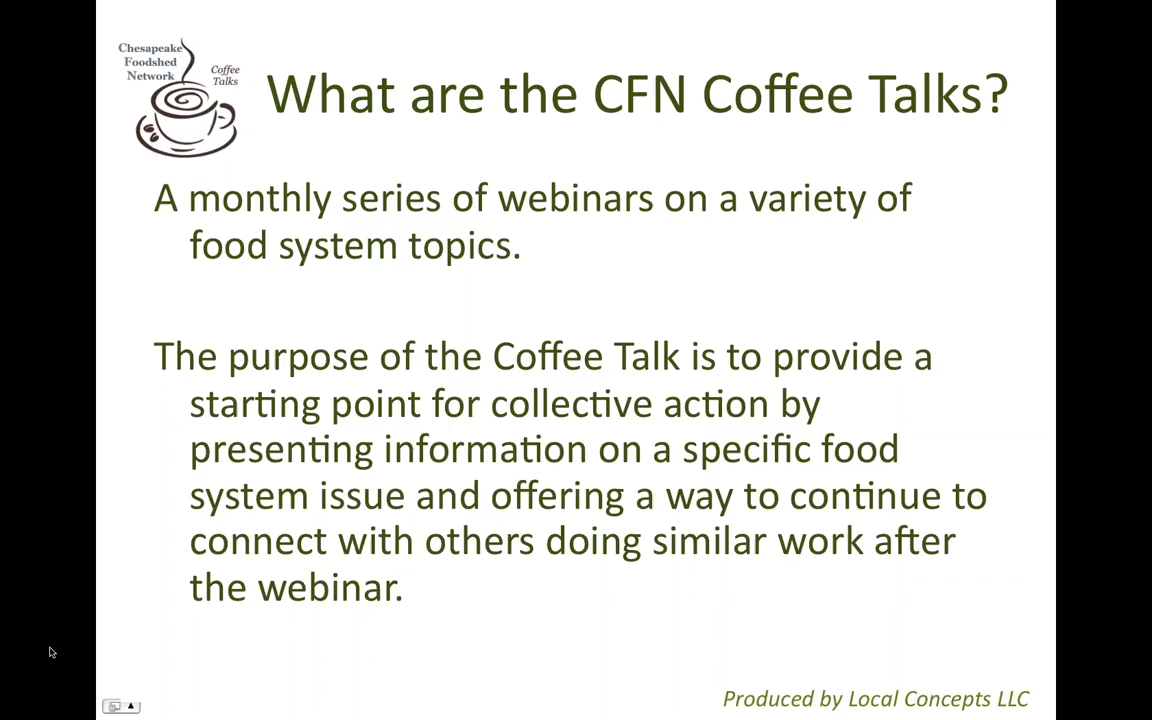 Chesapeake
Foodshed
Network
Coffee
Talks
What are the CFN Coffee Talks?
A monthly series of webinars on a variety of
food system topics.
The purpose of the Coffee Talk is to provide a
starting point for collective action by
presenting information on a specific food
system issue and offering a way to continue to
connect with others doing similar work after
the webinar.
Produced by Local Concepts LLC